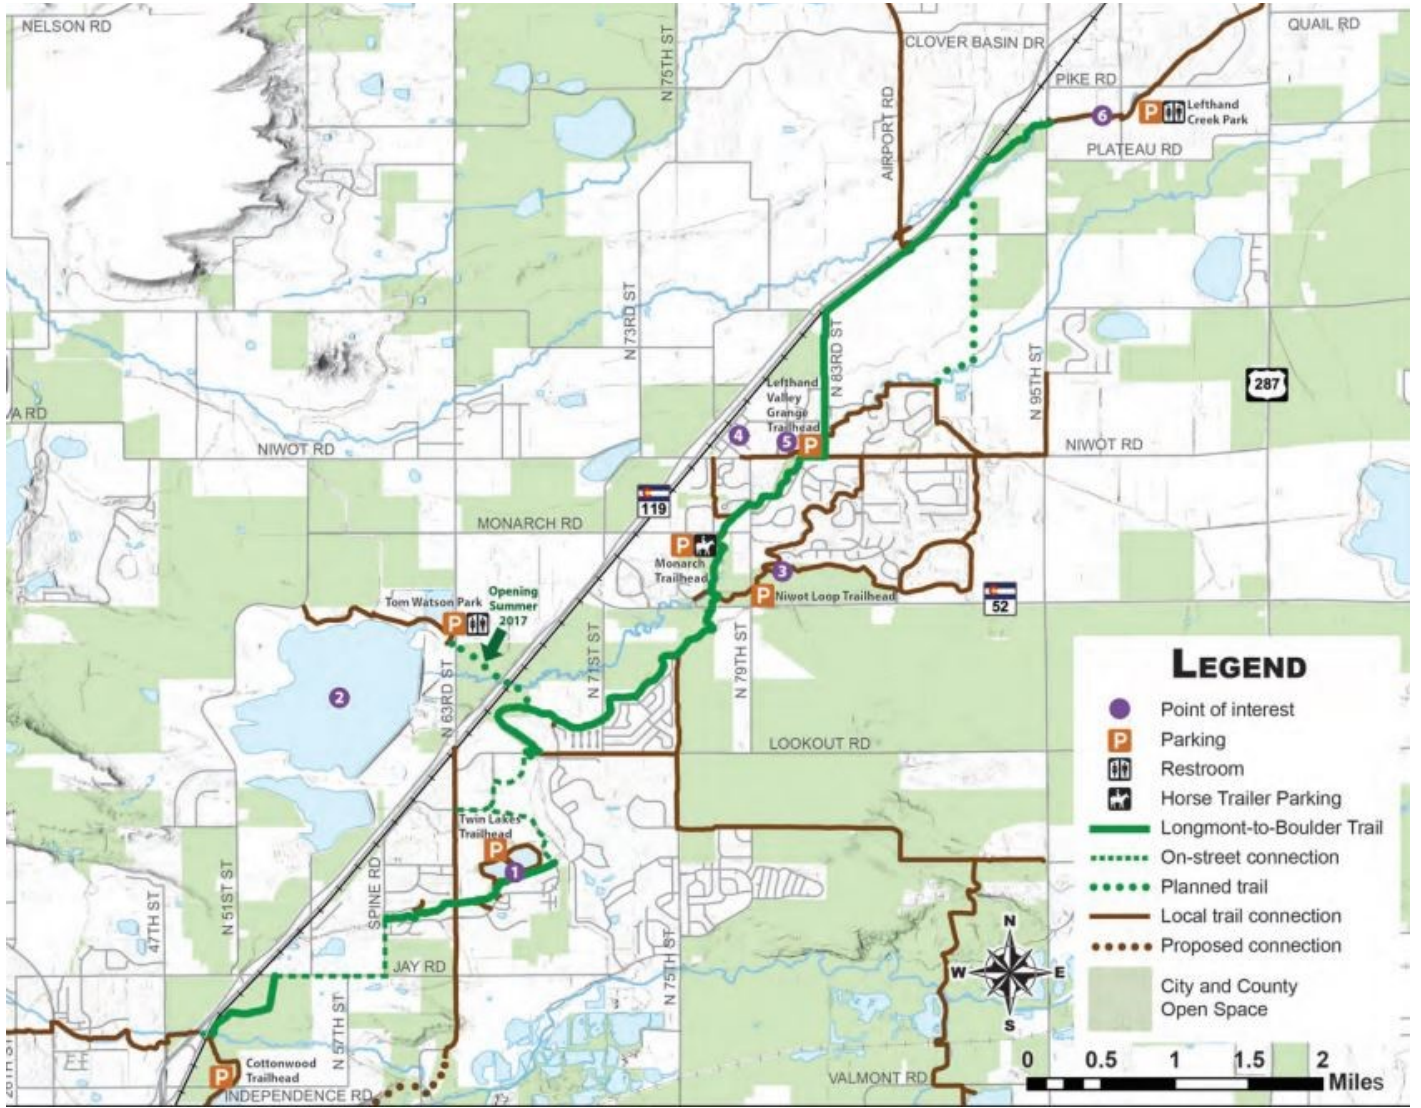 NELSON RD
N 75TH ST
CLOVER BASIN DR
QUAIL RD
PIKE RD
AIRPORT RD
6
P
Lefthand
Creek Park
PLATEAU RD
N 73RD ST
N 83RD ST
N 95TH ST
287
Lefthand
Valley
Grange
Trailhead
VA RD
NIWOT RD
4
5
P
NIWOT RD
119
MONARCH RD
P
Monarch
Trailhead
3
P
Niwot Loop Trailhead
52
Tom Watson Park
P
Opening
Summer
2017
N 71ST ST
N 79TH ST
N 63RD ST
2
LOOKOUT RD
Twin Lakes
Trailhead
P
1
SPINE RD
N 51ST ST
47TH ST
JAY RD
N 75TH ST
N 57TH ST
28TH ST
P
Cottonwood
Trailhead
INDEPENDENCE RD
VALMONT RD
LEGEND
Point of interest
P
Parking
Restroom
Horse Trailer Parking
Longmont-to-Boulder Trail
On-street connection
Planned trail
Local trail connection
Proposed connection
City and County
Open Space
N
W E
S
0 0.5 1 1.5 2
Miles